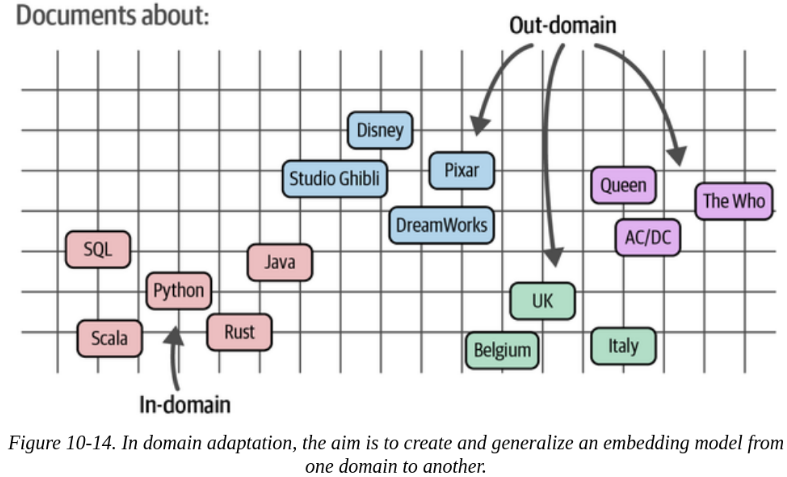 Documents about:
Out-domain
Disney
Studio Ghibli
Pixar
DreamWorks
Queen
The Who
AC/DC
SQL
Java
Python
UK
Scala
Rust
Belgium
Italy
In-domain
Figure 10-14. In domain adaptation, the aim is to create and generalize an embedding model from
one domain to another.